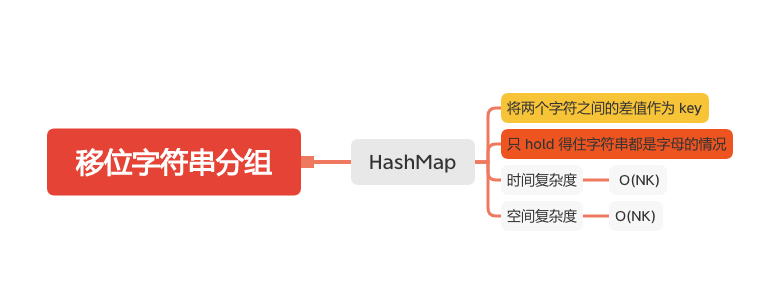 移位字符串分组
HashMap
将两个字符之间的差值作为 key
只 hold 得住字符串都是字母的情况
时间复杂度
O(NK)
空间复杂度
O(NK)